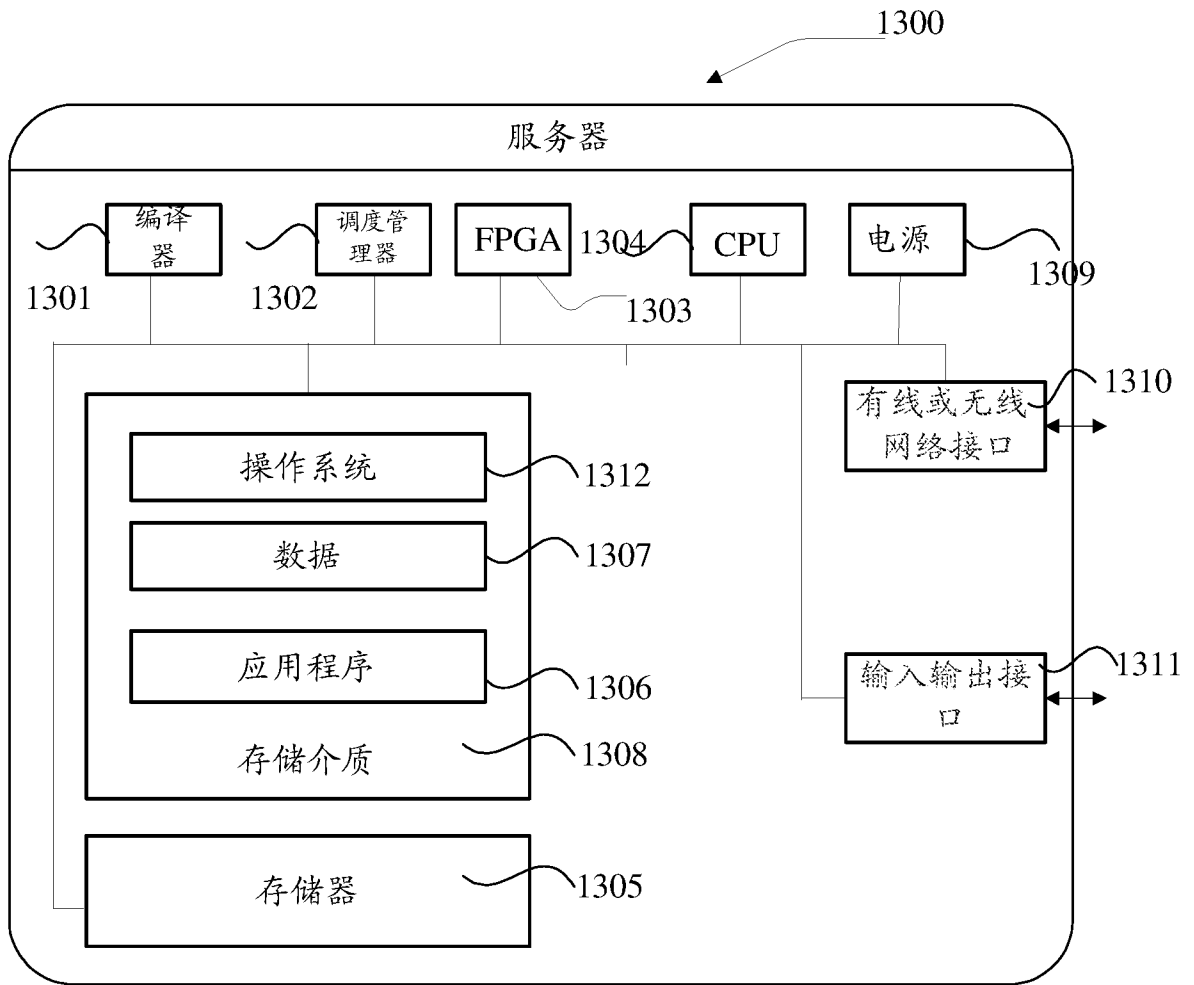 1300
服务器
编译
器
调度管
理器
FPGA
1304
CPU
电源
1309
1301
1302
1303
1310
有线或无线
网络接口
操作系统
1312
数据
1307
应用程序
1306
1311
输入输出接
口
存储介质
1308
存储器
1305